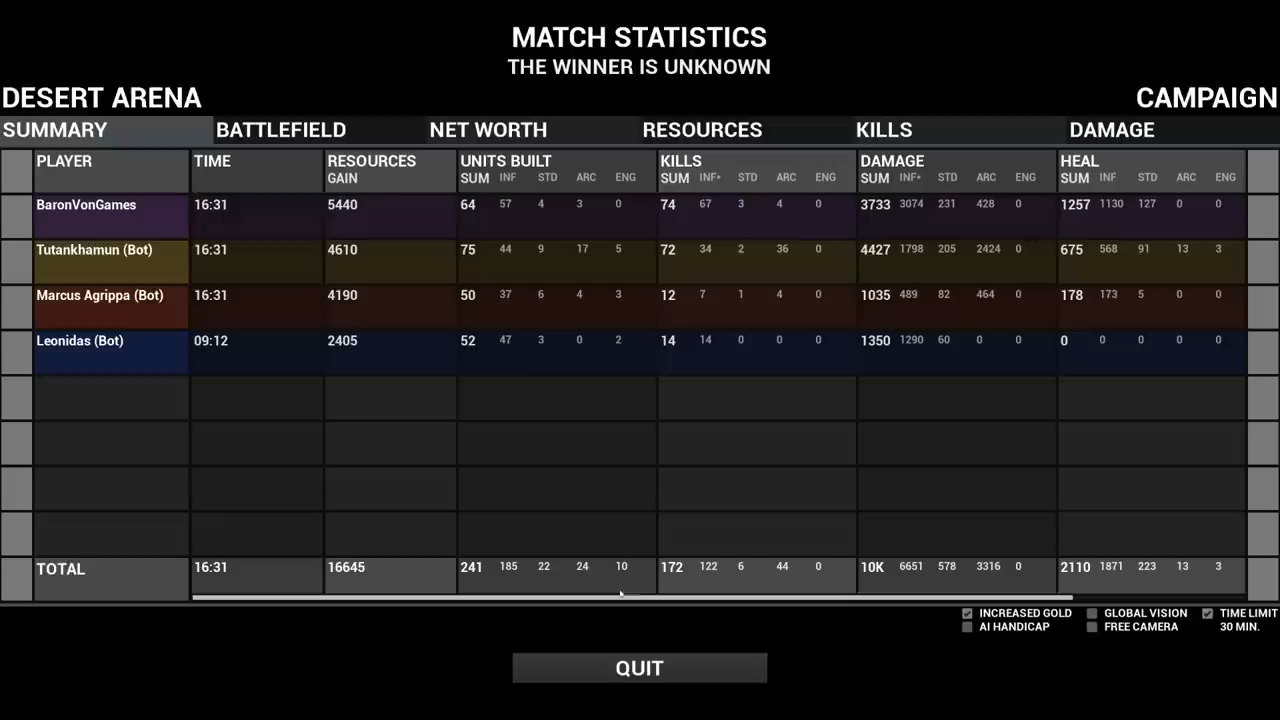 MATCH STATISTICS
THE WINNER IS UNKNOWN
DESERT ARENA CAMPAIGN
SUMMARY BATTLEFIELD NET WORTH RESOURCES KILLS DAMAGE
PLAYER TIME RESOURCES UNITS BUILT KILLS DAMAGE HEAL
GAIN SUM INF STD ARC ENG SUM INF+ STD ARC ENG SUM INF+ STD ARC ENG SUM INF STD ARC ENG
BaronVonGames 16:31 5440 64 57 4 3 0 74 67 3 4 0 3733 3074 231 428 0 1257 1130 127 0 0
Tutankhamun (Bot) 16:31 4610 75 44 9 17 5 72 34 2 36 0 4427 1798 205 2424 0 675 568 91 13 3
Marcus Agrippa (Bot) 16:31 4190 50 37 6 4 3 12 7 1 4 0 1035 489 82 464 0 178 173 5 0 0
Leonidas (Bot) 09:12 2405 52 47 3 0 2 14 14 0 0 0 1350 1290 60 0 0 0 0 0 0 0
TOTAL 16:31 16645 241 185 22 24 10 172 122 6 44 0 10K 6651 578 3316 0 2110 1871 223 13 3
INCREASED GOLD GLOBAL VISION TIME LIMIT
AI HANDICAP FREE CAMERA 30 MIN.
QUIT